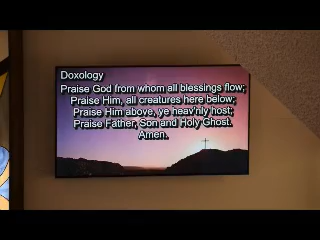 Doxology
Praise God from whom all blessings flow;
Praise Him, all creatures here below;
Praise Him above, ye heav'nly host;
Praise Father, Son and Holy Ghost.
Amen.